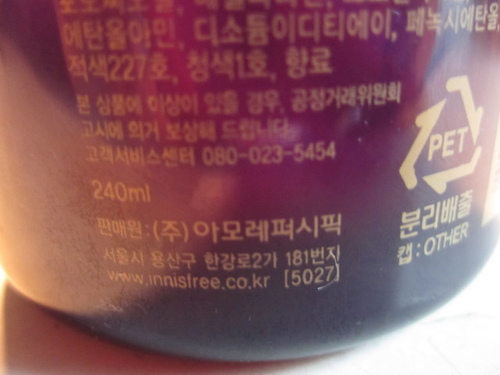 에탄올아민, 디소듐이디티에이, 페녹시에탄올,
적색227호, 청색1호, 향료
본 상품에 이상이 있을 경우, 공정거래위원회
고시에 의거 보상해 드립니다.
고객서비스센터 080-023-5454
240ml
판매원 : (주)아모레퍼시픽
서울시 용산구 한강로2가 181번지
www.innisfree.co.kr [5027]
PET
분리배출
캡 : OTHER